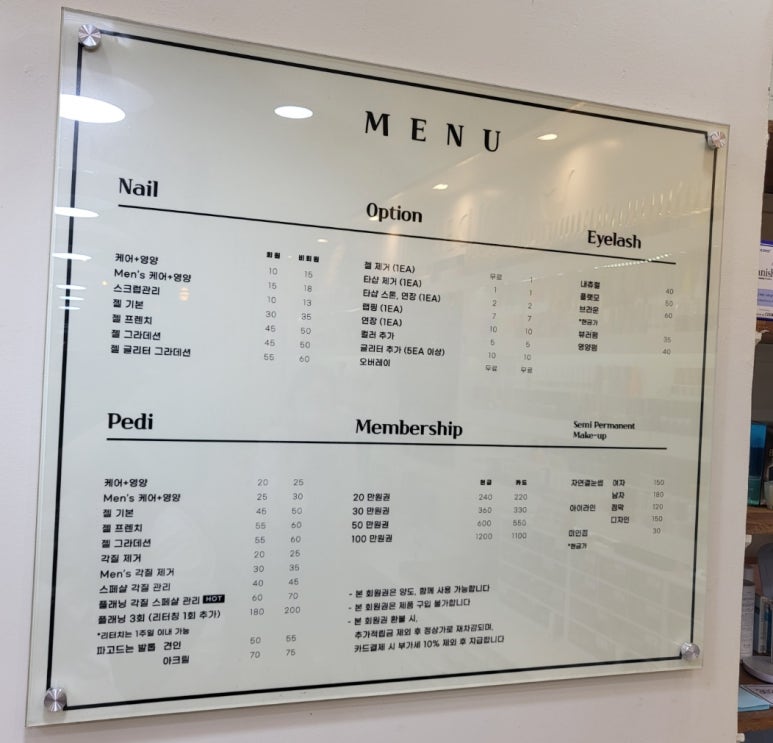 MENU
Nail
회원 비회원
케어+영양 10 15
Men's 케어+영양 15 18
스크럽관리 10 13
젤 기본 30 35
젤 프렌치 45 50
젤 그라데션 45 50
젤 글리터 그라데션 55 60
Option
젤 제거 (1EA) 무료 1
타샵 제거 (1EA) 1 1
타샵 스톤, 연장 (1EA) 2 2
랩핑 (1EA) 7 7
연장 (1EA) 10 10
컬러 추가 5 5
글리터 추가 (5EA 이상) 10 10
오버레이 무료 무료
Eyelash
내츄럴 40
플랫모 50
브라운 60
*현금가
뷰러펌 35
영양펌 40
Pedi
케어+영양 20 25
Men's 케어+영양 25 30
젤 기본 45 50
젤 프렌치 55 60
젤 그라데션 55 60
각질 제거 20 25
Men's 각질 제거 30 35
스페샬 각질 관리 40 45
플래닝 각질 스페샬 관리 HOT 60 70
플래닝 3회 (리터칭 1회 추가) 180 200
*리터치는 1주일 이내 가능
파고드는 발톱 견인 50 55
아크릴 70 75
Membership
현금 카드
20 만원권 240 220
30 만원권 360 330
50 만원권 600 550
100 만원권 1200 1100
- 본 회원권은 양도, 함께 사용 가능합니다
- 본 회원권은 제품 구입 불가합니다
- 본 회원권 환불 시,
추가적립금 제외 후 정상가로 재차감되며,
카드결제 시 부가세 10% 제외 후 지급합니다
Semi Permanent
Make-up
자연결눈썹 여자 150
남자 180
아이라인 점막 120
디자인 150
미인점 30
*현금가